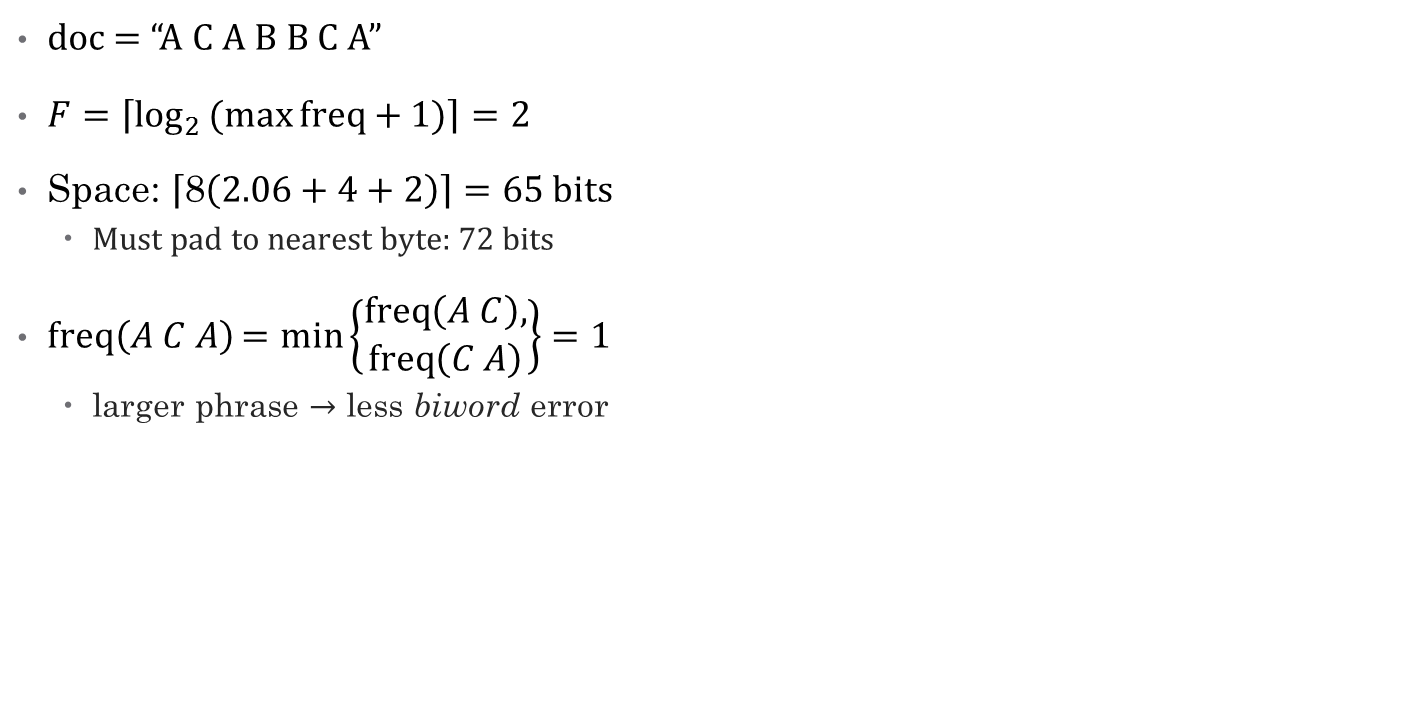 • doc = “A C A B B C A”
• F = ⌈log₂ (max freq + 1)⌉ = 2
• Space: ⌈8(2.06 + 4 + 2)⌉ = 65 bits
• Must pad to nearest byte: 72 bits
• freq(A C A) = min {freq(A C), freq(C A)} = 1
• larger phrase → less biword error